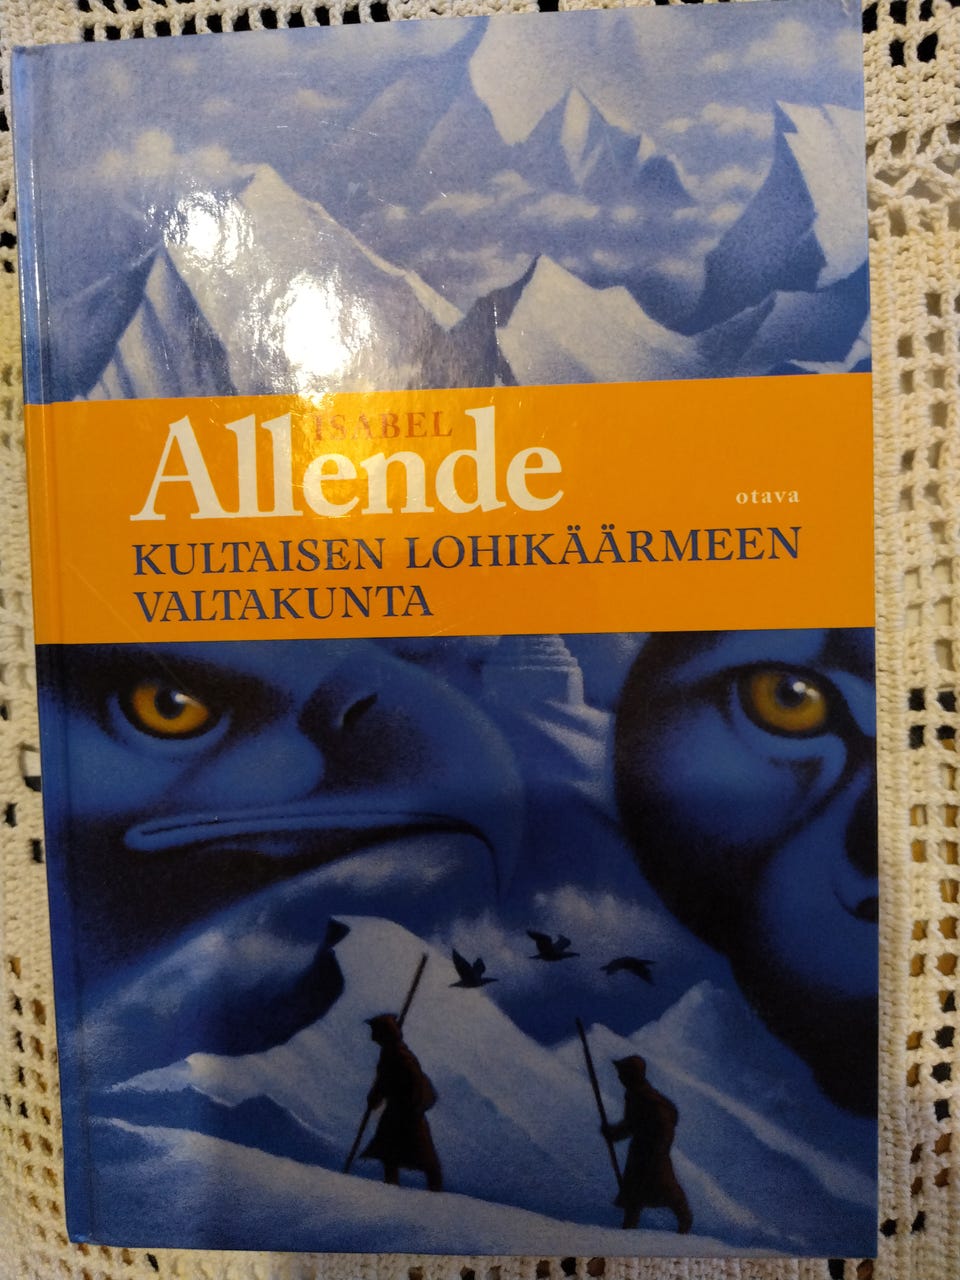 ISABEL
Allende
otava
KULTAISEN LOHIKÄÄRMEEN
VALTAKUNTA